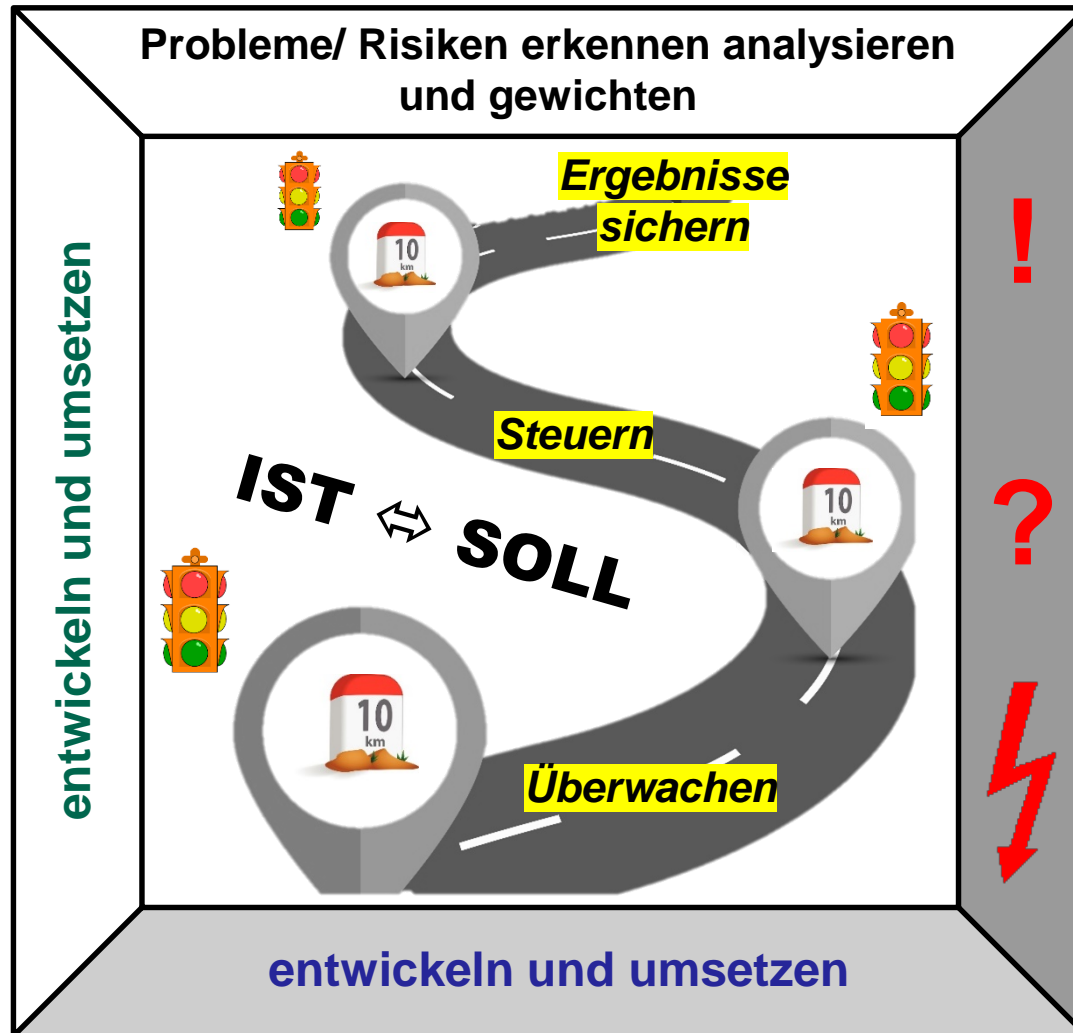 Probleme/ Risiken erkennen analysieren
und gewichten
Ergebnisse
sichern
10
km
!
Steuern
10
km
?
IST ⇔ SOLL
entwickeln und umsetzen
10
km
Überwachen
entwickeln und umsetzen